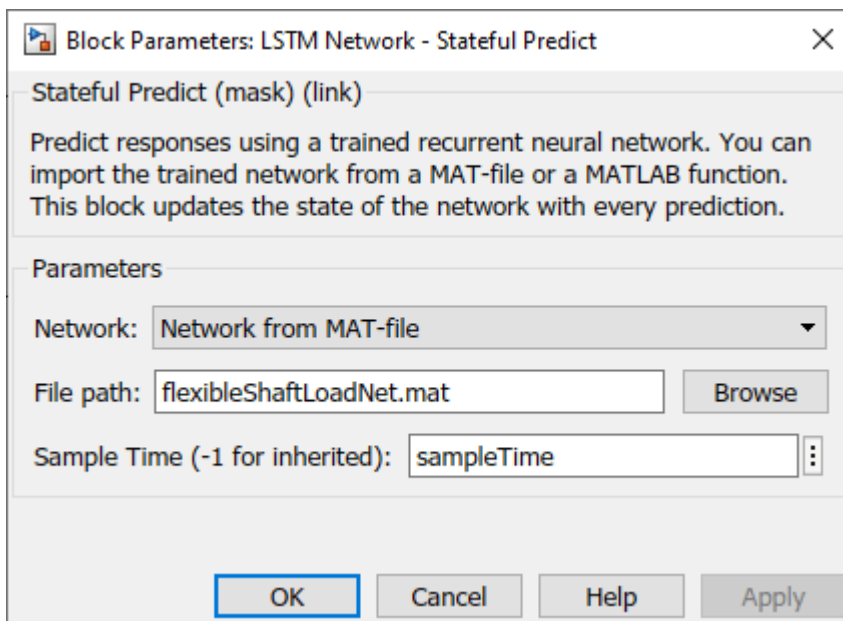 Block Parameters: LSTM Network - Stateful Predict
Stateful Predict (mask) (link)
Predict responses using a trained recurrent neural network. You can
import the trained network from a MAT-file or a MATLAB function.
This block updates the state of the network with every prediction.
Parameters
Network: Network from MAT-file
File path: flexibleShaftLoadNet.mat Browse
Sample Time (-1 for inherited): sampleTime
OK Cancel Help Apply